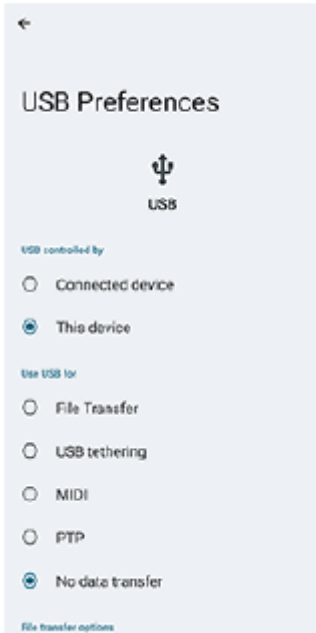 USB Preferences
USB
USB controlled by
Connected device
This device
Use USB for
File Transfer
USB tethering
MIDI
PTP
No data transfer
File transfer options